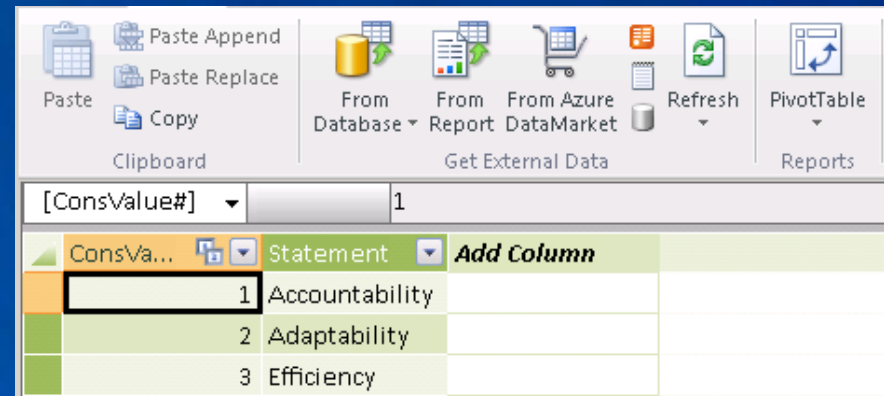 Paste
Paste Append
Paste Replace
Copy
Clipboard
From Database
From Report
From Azure DataMarket
Get External Data
Refresh
PivotTable
Reports
[ConsValue#]
1
ConsVa...
Statement
Add Column
1 Accountability
2 Adaptability
3 Efficiency